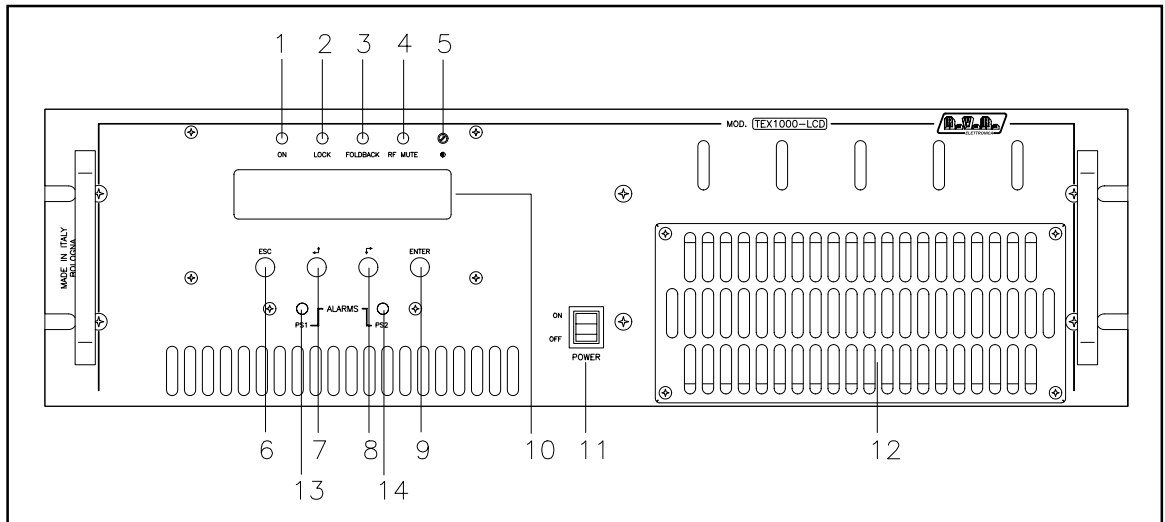 1 2 3 4 5
MOD. TEX1000-LCD
R.V.R.
ELETTRONICA
ON LOCK FOLDBACK RF MUTE
MADE IN ITALY
BOLOGNA
ESC ENTER
ALARMS
PS1 PS2
ON
OFF
POWER
6 7 8 9 10 11 12
13 14